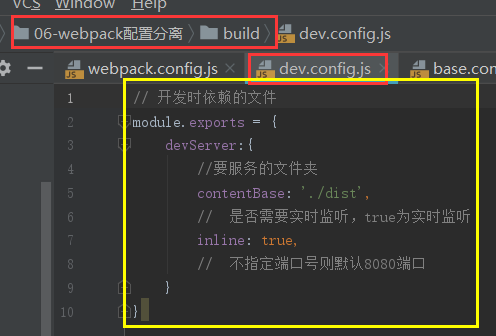 VCS Window Help
06-webpack配置分离 build dev.config.js
webpack.config.js dev.config.js base.con
1 // 开发时依赖的文件
2 module.exports = {
3 devServer:{
4 //要服务的文件夹
5 contentBase: './dist',
6 // 是否需要实时监听，true为实时监听
7 inline: true,
8 // 不指定端口号则默认8080端口
9 }
10 }